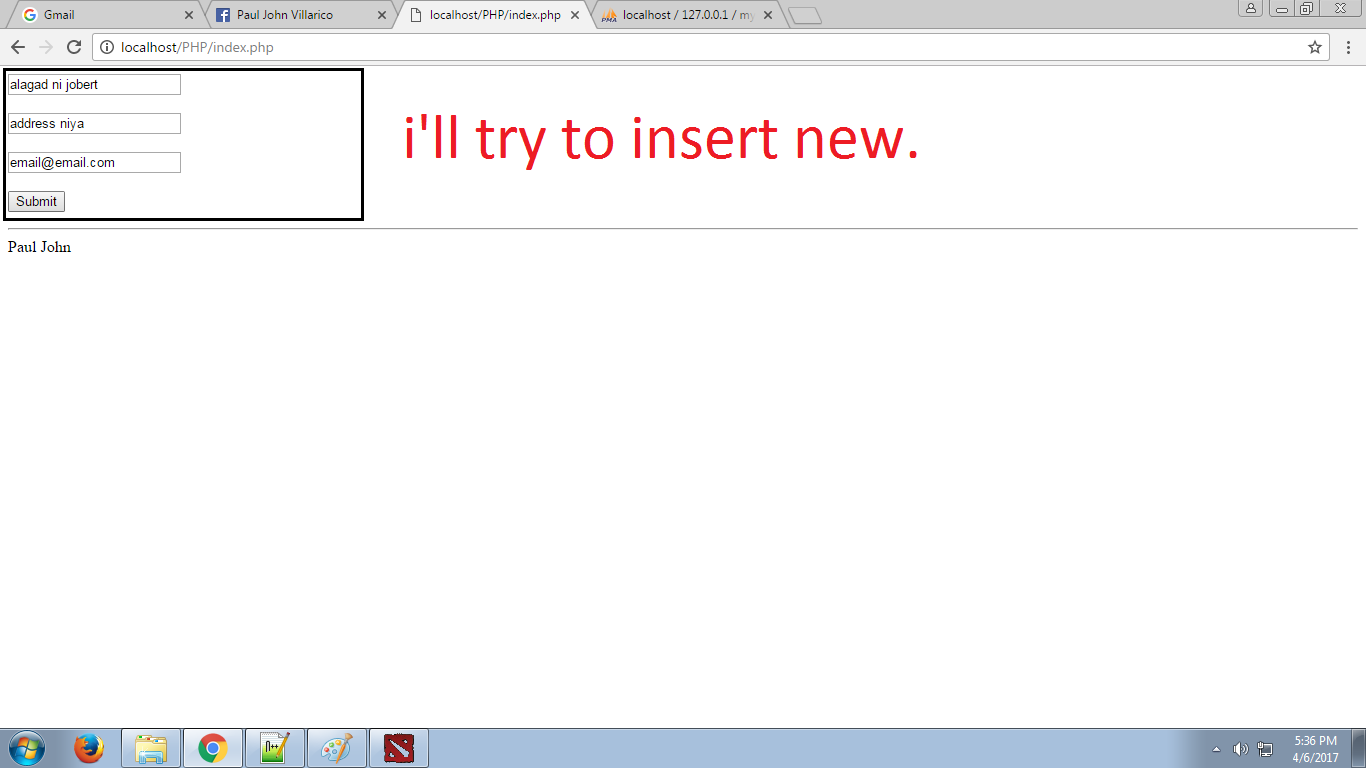 Gmail
Paul John Villarico
localhost/PHP/index.php
localhost / 127.0.0.1 / my
localhost/PHP/index.php
alagad ni jobert
address niya
email@email.com
Submit
i'll try to insert new.
Paul John
5:36 PM
4/6/2017